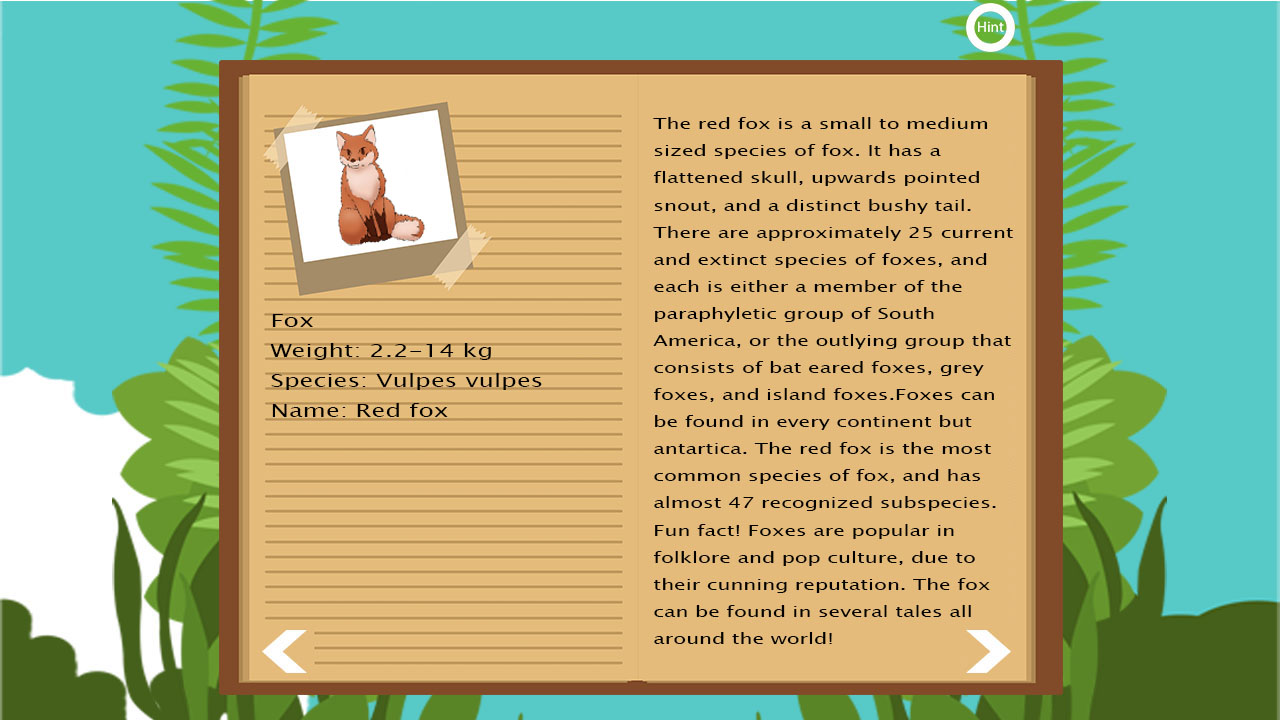 Hint
Fox
Weight: 2.2-14 kg
Species: Vulpes vulpes
Name: Red fox
The red fox is a small to medium
sized species of fox. It has a
flattened skull, upwards pointed
snout, and a distinct bushy tail.
There are approximately 25 current
and extinct species of foxes, and
each is either a member of the
paraphyletic group of South
America, or the outlying group that
consists of bat eared foxes, grey
foxes, and island foxes.Foxes can
be found in every continent but
antartica. The red fox is the most
common species of fox, and has
almost 47 recognized subspecies.
Fun fact! Foxes are popular in
folklore and pop culture, due to
their cunning reputation. The fox
can be found in several tales all
around the world!